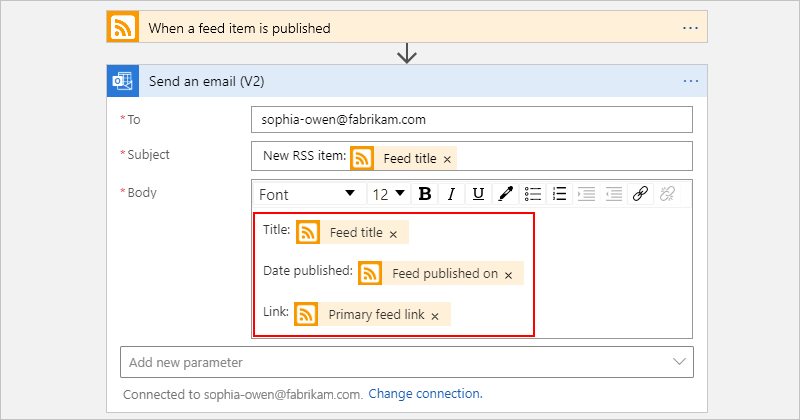 When a feed item is published
Send an email (V2)
* To
sophia-owen@fabrikam.com
* Subject
New RSS item: Feed title ×
* Body
Font 12 B I U
Title: Feed title ×
Date published: Feed published on ×
Link: Primary feed link ×
Add new parameter
Connected to sophia-owen@fabrikam.com. Change connection.